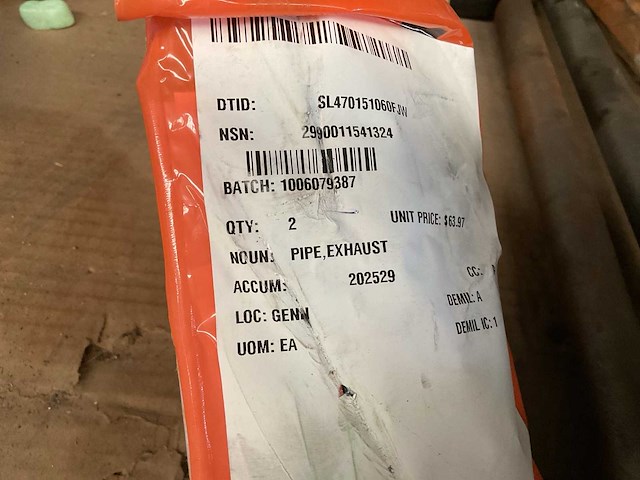 DTID: SL470151060FJW
NSN: 2990011541324
BATCH: 1006079387
QTY: 2 UNIT PRICE: $63.97
NOUN: PIPE,EXHAUST
ACCUM: 202529 CC:
LOC: GENN DEMIL: A
UOM: EA DEMIL IC: 1